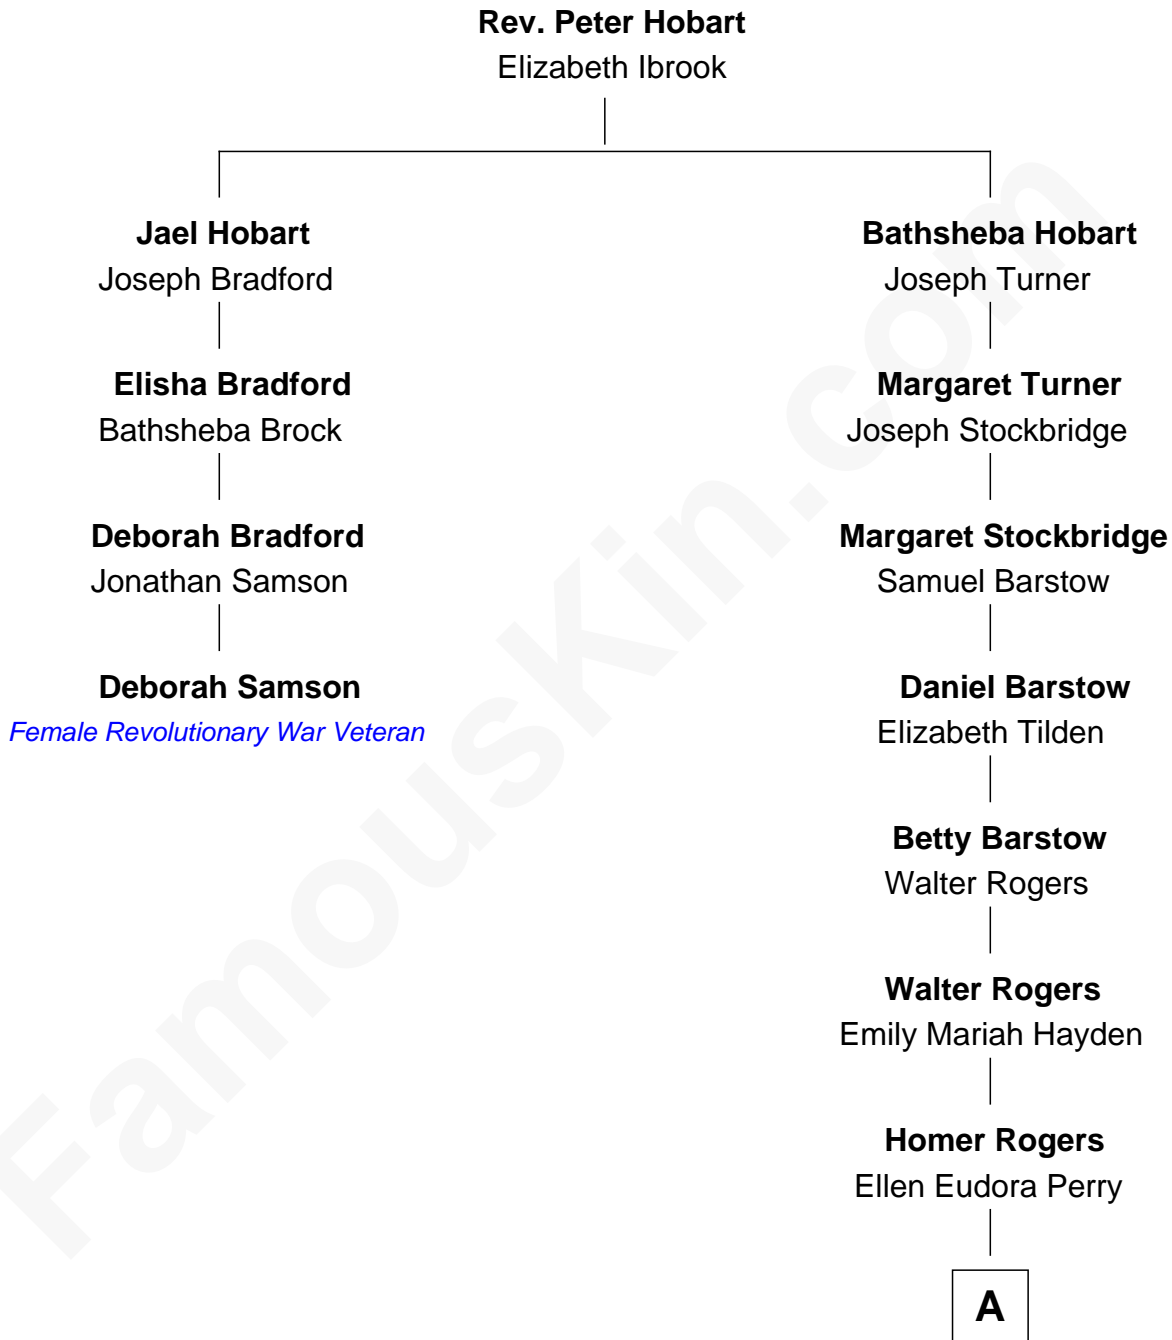 Rev. Peter Hobart
Elizabeth Ibrook
Jael Hobart
Joseph Bradford
Bathsheba Hobart
Joseph Turner
Elisha Bradford
Bathsheba Brock
Margaret Turner
Joseph Stockbridge
Deborah Bradford
Jonathan Samson
Margaret Stockbridge
Samuel Barstow
Deborah Samson
Female Revolutionary War Veteran
Daniel Barstow
Elizabeth Tilden
Betty Barstow
Walter Rogers
Walter Rogers
Emily Mariah Hayden
Homer Rogers
Ellen Eudora Perry
A
FamousKin.com